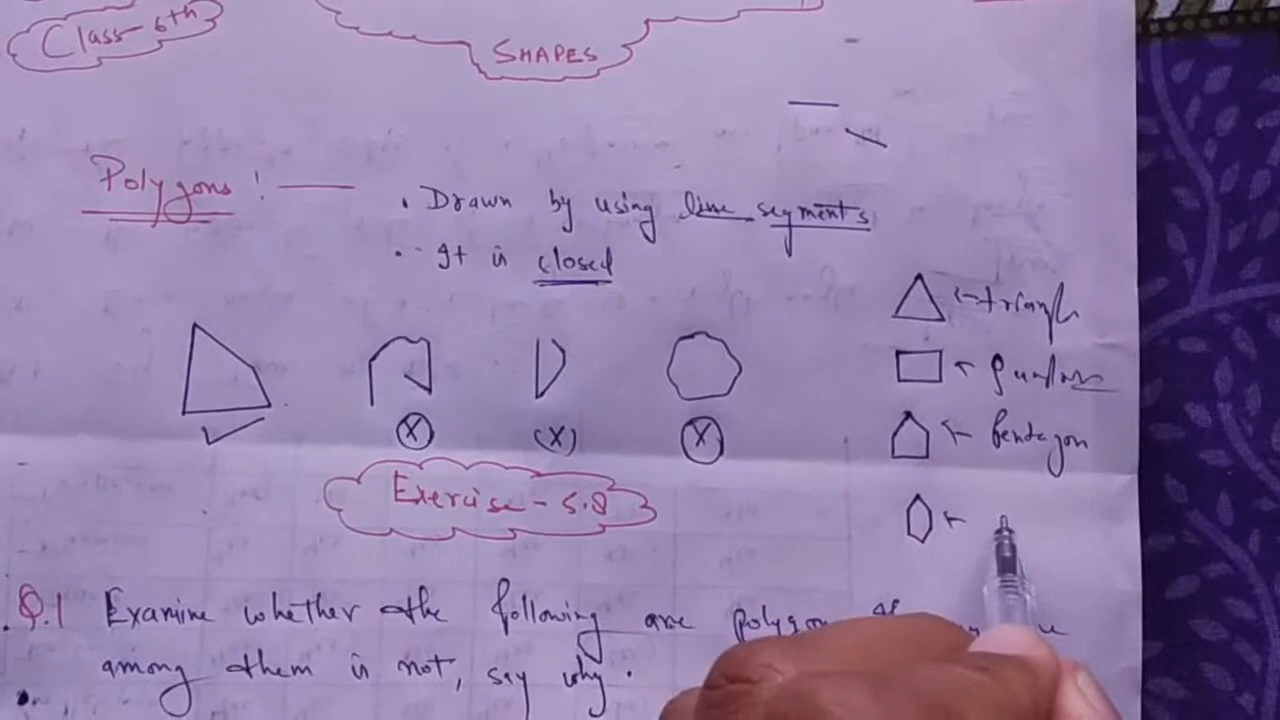 Class-6th
SHAPES
Polygons! —
. Drawn by using line segments
. It is closed
←triangle
←
← Pentagon
(X)
Exercise - 5.8
Q.1 Examine whether the following are polygons. If
among them is not, say why.